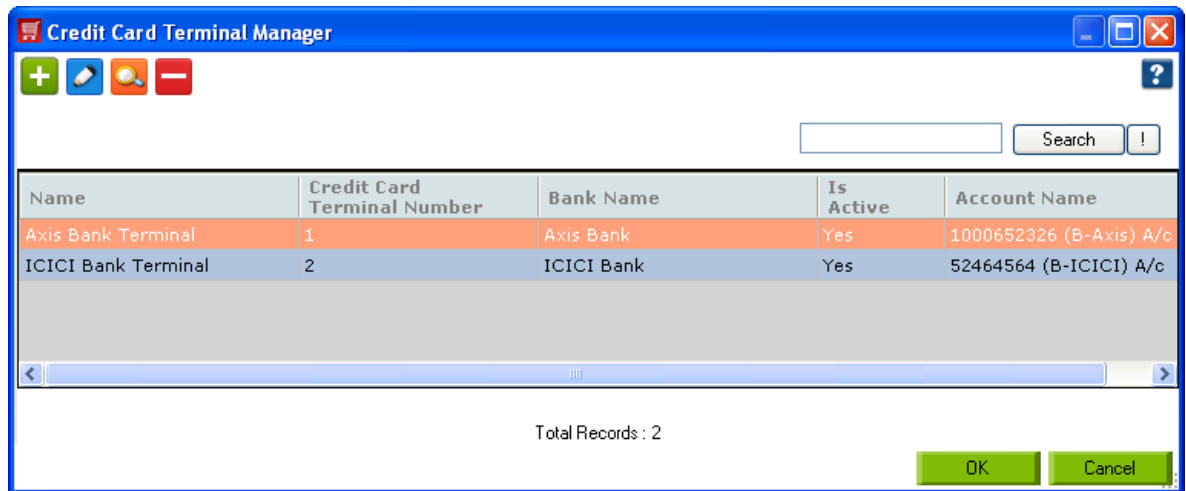 Credit Card Terminal Manager
?
Search !
Name Credit Card Terminal Number Bank Name Is Active Account Name
Axis Bank Terminal 1 Axis Bank Yes 1000652326 (B-Axis) A/c
ICICI Bank Terminal 2 ICICI Bank Yes 52464564 (B-ICICI) A/c
Total Records : 2
OK Cancel